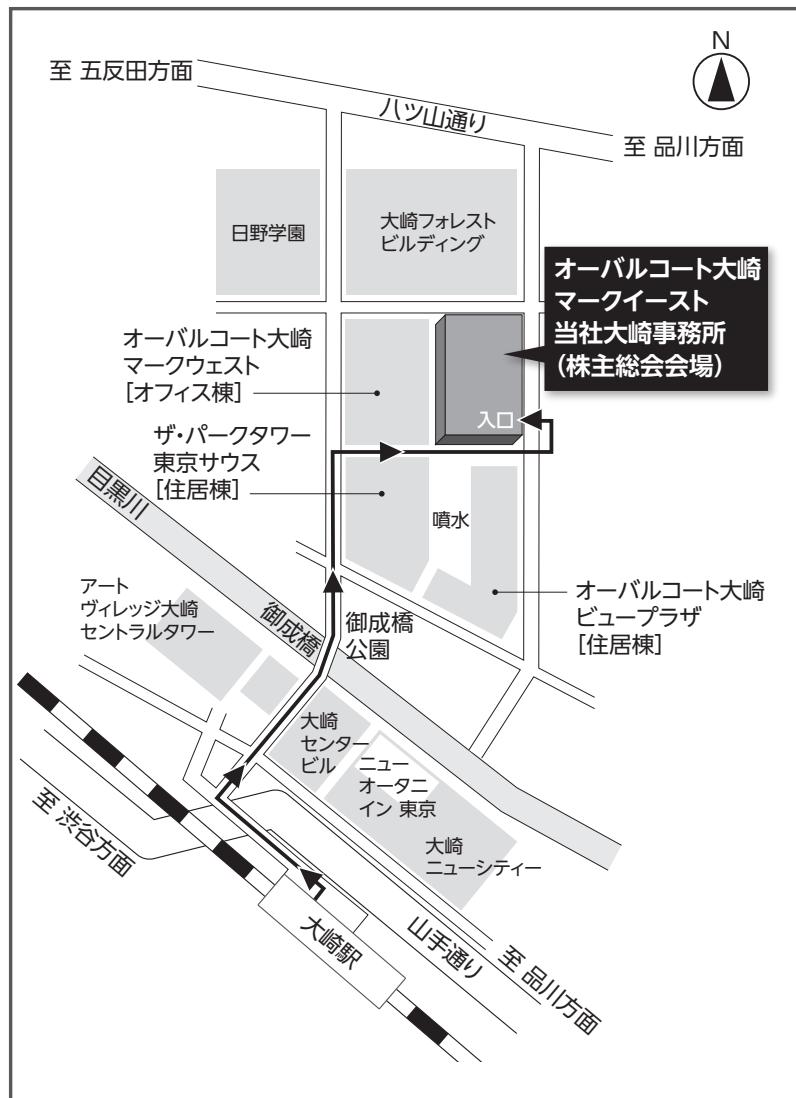 N
至 五反田方面
八ツ山通り
至 品川方面
日野学園
大崎フォレスト
ビルディング
オーバルコート大崎
マークイースト
当社大崎事務所
（株主総会会場）
オーバルコート大崎
マークウェスト
［オフィス棟］
入口
ザ・パークタワー
東京サウス
［住居棟］
目黒川
噴水
アート
ヴィレッジ大崎
セントラルタワー
御成橋
御成橋
公園
オーバルコート大崎
ビュープラザ
［住居棟］
大崎
センター
ビル
ニュー
オータニ
イン 東京
大崎
ニューシティー
至 渋谷方面
大崎駅
山手通り
至 品川方面